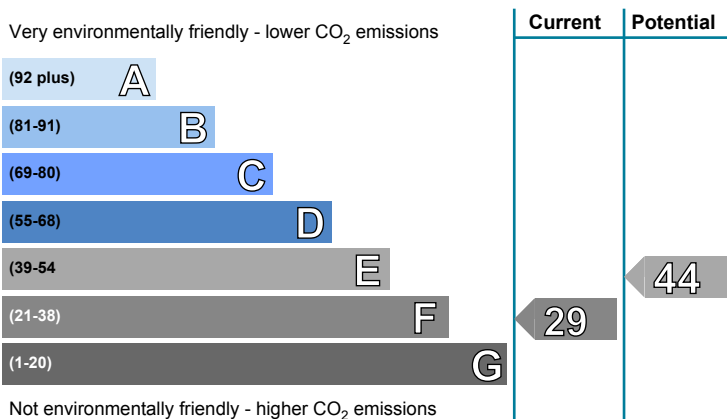 Current Potential
Very environmentally friendly - lower CO2 emissions
(92 plus) A
(81-91) B
(69-80) C
(55-68) D
(39-54 E
44
(21-38) F
29
(1-20) G
Not environmentally friendly - higher CO2 emissions